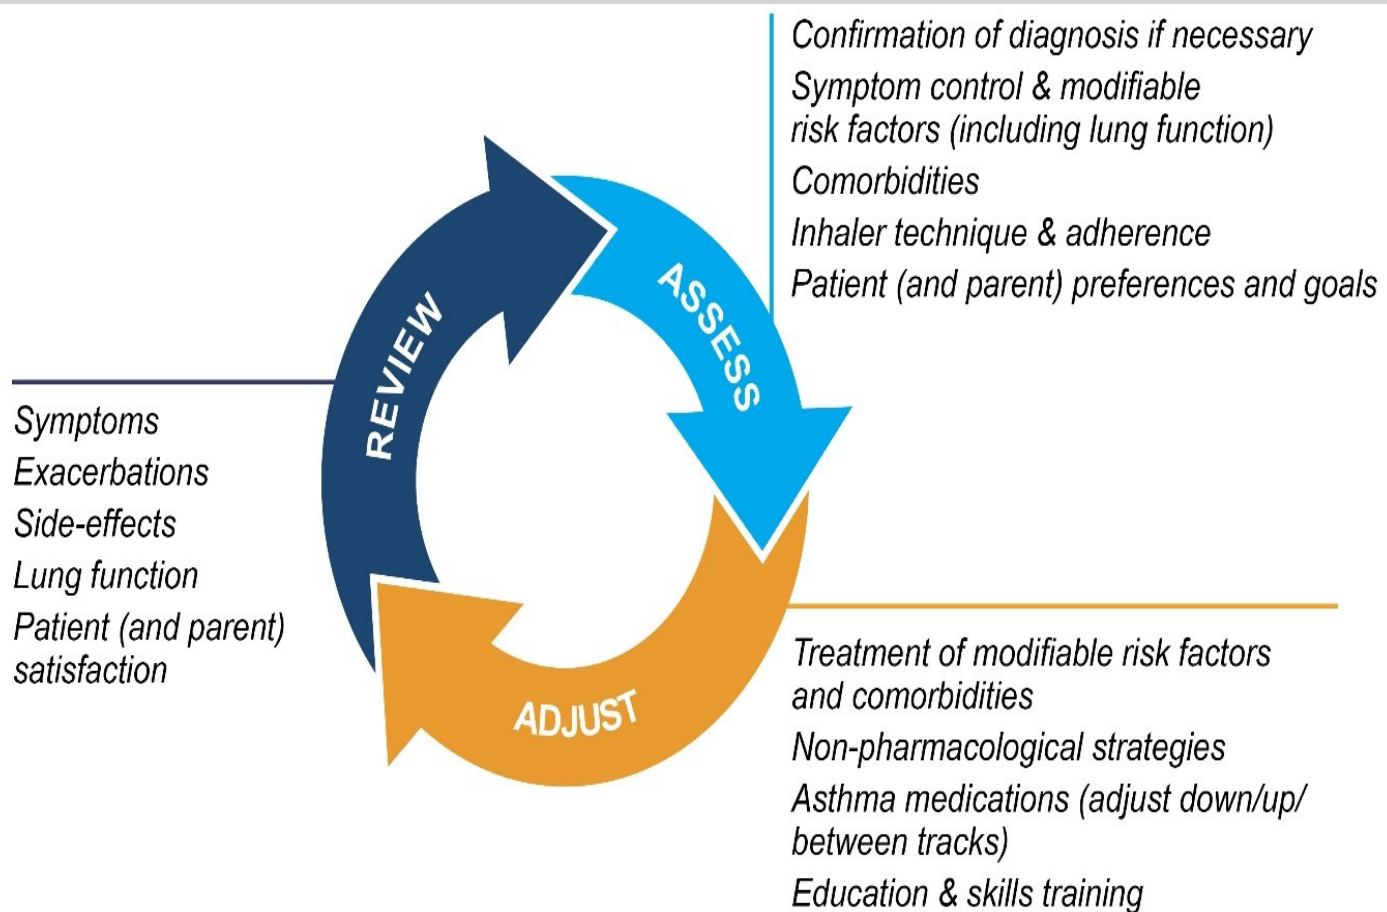 Confirmation of diagnosis if necessary
Symptom control & modifiable
risk factors (including lung function)
Comorbidities
Inhaler technique & adherence
Patient (and parent) preferences and goals
ASSESS
REVIEW
Symptoms
Exacerbations
Side-effects
Lung function
Patient (and parent)
satisfaction
ADJUST
Treatment of modifiable risk factors
and comorbidities
Non-pharmacological strategies
Asthma medications (adjust down/up/
between tracks)
Education & skills training